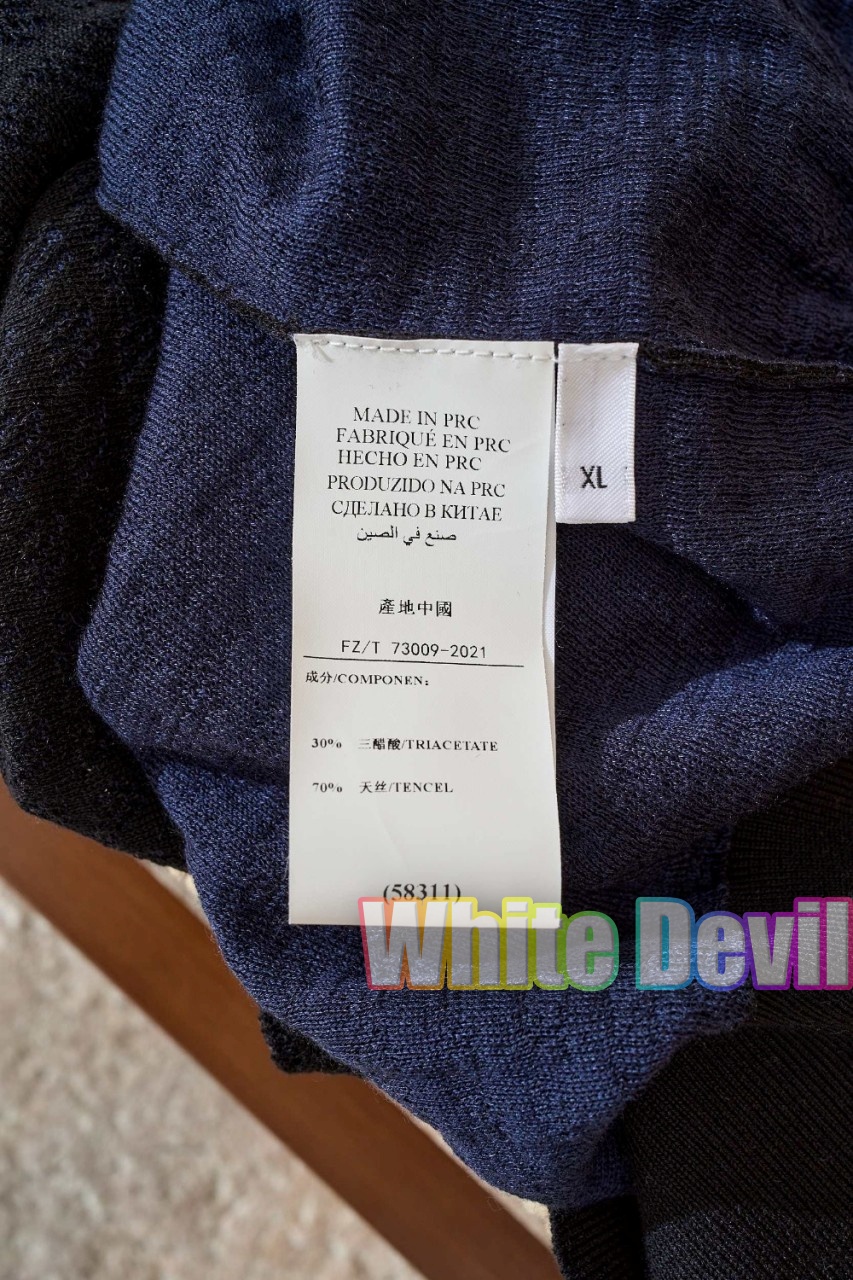 MADE IN PRC
FABRIQUÉ EN PRC
HECHO EN PRC
PRODUZIDO NA PRC
СДЕЛАНО В КИТАЕ
صنع في الصين
產地中國
FZ/T 73009-2021
成分/COMPONEN:
30% 三醋酸/TRIACETATE
70% 天丝/TENCEL
(58311)
XL
White Devil